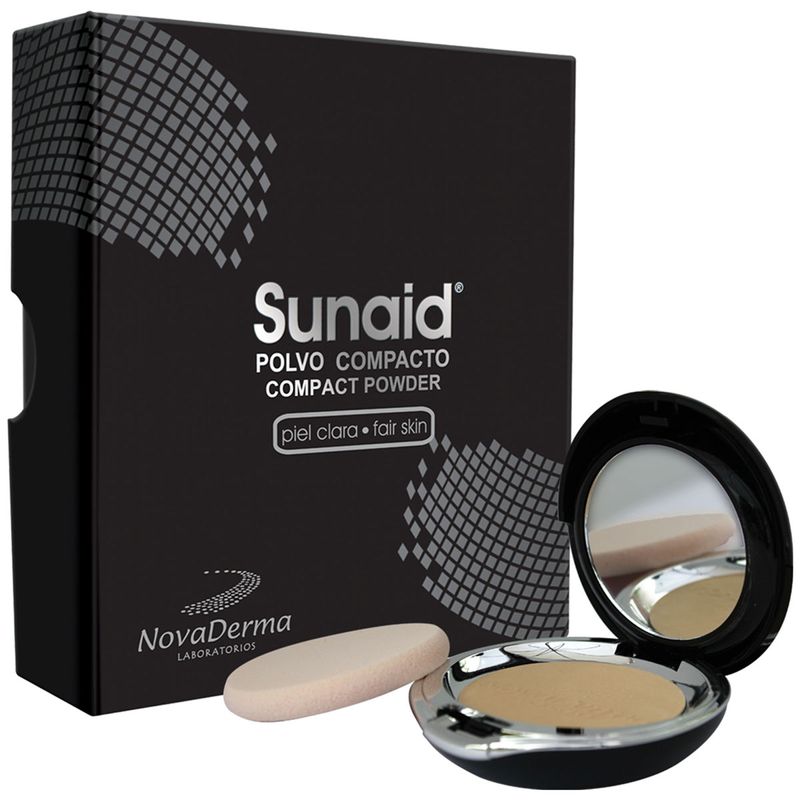 Sunaid®
POLVO COMPACTO
COMPACT POWDER
piel clara • fair skin
NovaDerma
LABORATORIOS